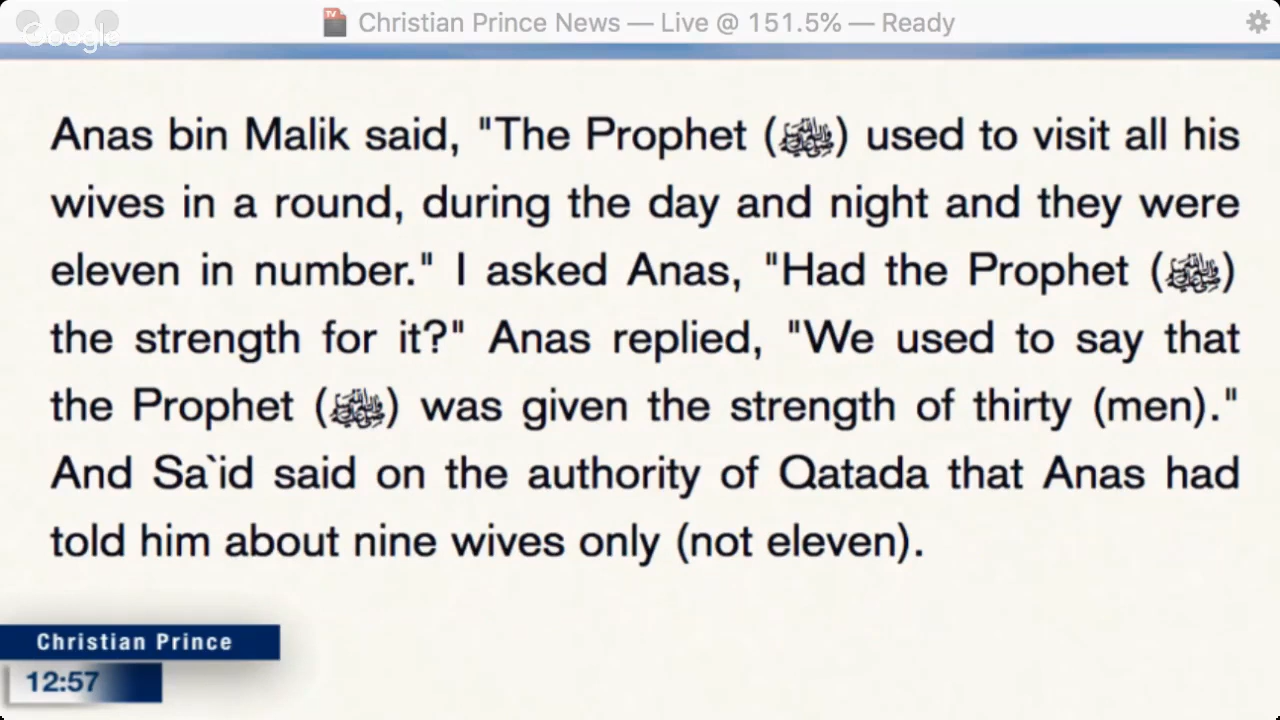 Christian Prince News — Live @ 151.5% — Ready
Google
Anas bin Malik said, "The Prophet (ﷺ) used to visit all his
wives in a round, during the day and night and they were
eleven in number." I asked Anas, "Had the Prophet (ﷺ)
the strength for it?" Anas replied, "We used to say that
the Prophet (ﷺ) was given the strength of thirty (men)."
And Sa`id said on the authority of Qatada that Anas had
told him about nine wives only (not eleven).
Christian Prince
12:57